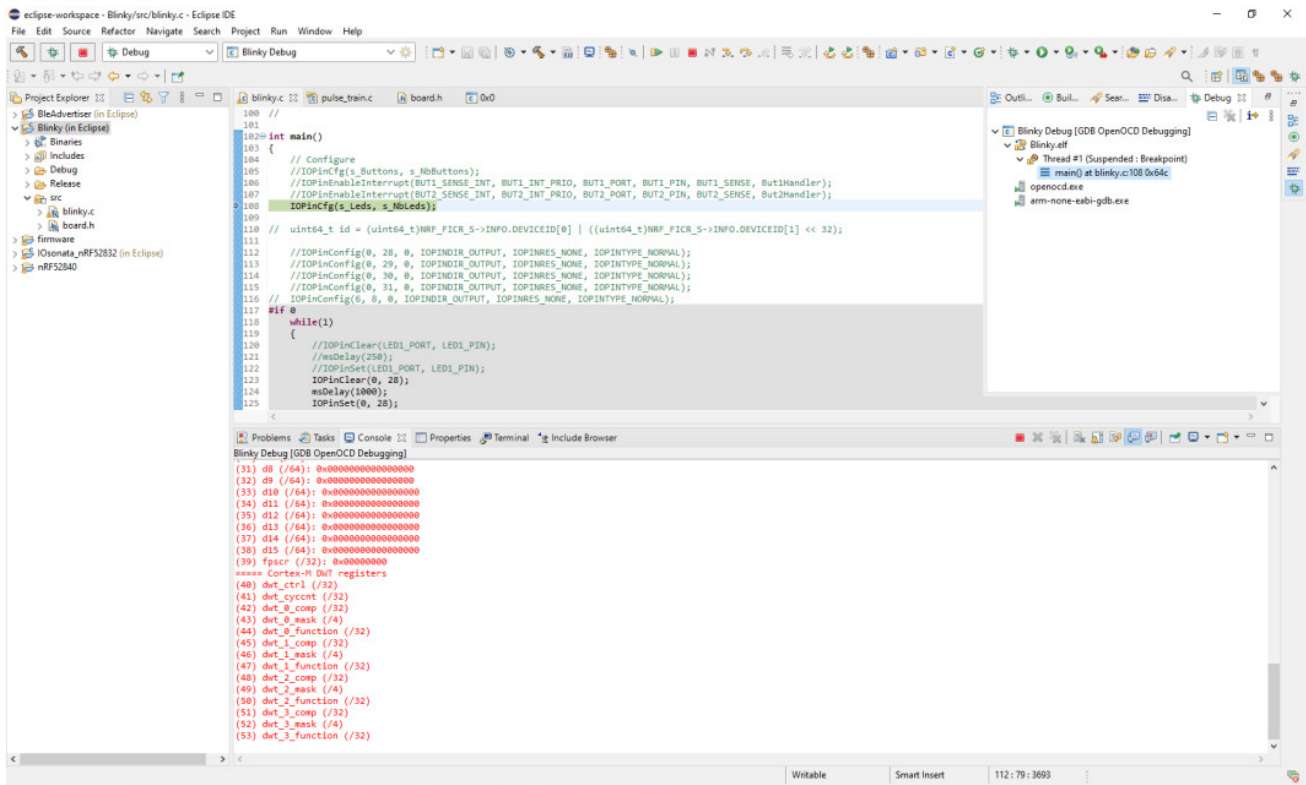 eclipse-workspace - Blinky/src/blinky.c - Eclipse IDE
File Edit Source Refactor Navigate Search Project Run Window Help
Debug
Blinky Debug
Project Explorer
BleAdvertiser (in Eclipse)
Blinky (in Eclipse)
Binaries
Includes
Debug
Release
src
blinky.c
board.h
firmware
IOsonata_nRF52832 (in Eclipse)
nRF52840
blinky.c pulse_train.c board.h 0x0
100 //
101
102 int main()
103 {
104 // Configure
105 //IOPinCfg(s_Buttons, s_NbButtons);
106 //IOPinEnableInterrupt(BUT1_SENSE_INT, BUT1_INT_PRIO, BUT1_PORT, BUT1_PIN, BUT1_SENSE, But1Handler);
107 //IOPinEnableInterrupt(BUT2_SENSE_INT, BUT2_INT_PRIO, BUT2_PORT, BUT2_PIN, BUT2_SENSE, But2Handler);
108 IOPinCfg(s_Leds, s_NbLeds);
109
110 // uint64_t id = (uint64_t)NRF_FICR_S->INFO.DEVICEID[0] | ((uint64_t)NRF_FICR_S->INFO.DEVICEID[1] << 32);
111
112 //IOPinConfig(0, 28, 0, IOPINDIR_OUTPUT, IOPINRES_NONE, IOPINTYPE_NORMAL);
113 //IOPinConfig(0, 29, 0, IOPINDIR_OUTPUT, IOPINRES_NONE, IOPINTYPE_NORMAL);
114 //IOPinConfig(0, 30, 0, IOPINDIR_OUTPUT, IOPINRES_NONE, IOPINTYPE_NORMAL);
115 //IOPinConfig(0, 31, 0, IOPINDIR_OUTPUT, IOPINRES_NONE, IOPINTYPE_NORMAL);
116 // IOPinConfig(6, 8, 0, IOPINDIR_OUTPUT, IOPINRES_NONE, IOPINTYPE_NORMAL);
117 #if 0
118 while(1)
119 {
120 //IOPinClear(LED1_PORT, LED1_PIN);
121 //msDelay(250);
122 //IOPinSet(LED1_PORT, LED1_PIN);
123 IOPinClear(0, 28);
124 msDelay(1000);
125 IOPinSet(0, 28);
Outli... Buil... Sear... Disa... Debug
Blinky Debug [GDB OpenOCD Debugging]
Blinky.elf
Thread #1 (Suspended : Breakpoint)
main() at blinky.c:108 0x64c
openocd.exe
arm-none-eabi-gdb.exe
Problems Tasks Console Properties Terminal Include Browser
Blinky Debug [GDB OpenOCD Debugging]
(31) d8 (/64): 0x0000000000000000
(32) d9 (/64): 0x0000000000000000
(33) d10 (/64): 0x0000000000000000
(34) d11 (/64): 0x0000000000000000
(35) d12 (/64): 0x0000000000000000
(36) d13 (/64): 0x0000000000000000
(37) d14 (/64): 0x0000000000000000
(38) d15 (/64): 0x0000000000000000
(39) fpscr (/32): 0x00000000
===== Cortex-M DWT registers
(40) dwt_ctrl (/32)
(41) dwt_cyccnt (/32)
(42) dwt_0_comp (/32)
(43) dwt_0_mask (/4)
(44) dwt_0_function (/32)
(45) dwt_1_comp (/32)
(46) dwt_1_mask (/4)
(47) dwt_1_function (/32)
(48) dwt_2_comp (/32)
(49) dwt_2_mask (/4)
(50) dwt_2_function (/32)
(51) dwt_3_comp (/32)
(52) dwt_3_mask (/4)
(53) dwt_3_function (/32)
Writable Smart Insert 112 : 79 : 3693